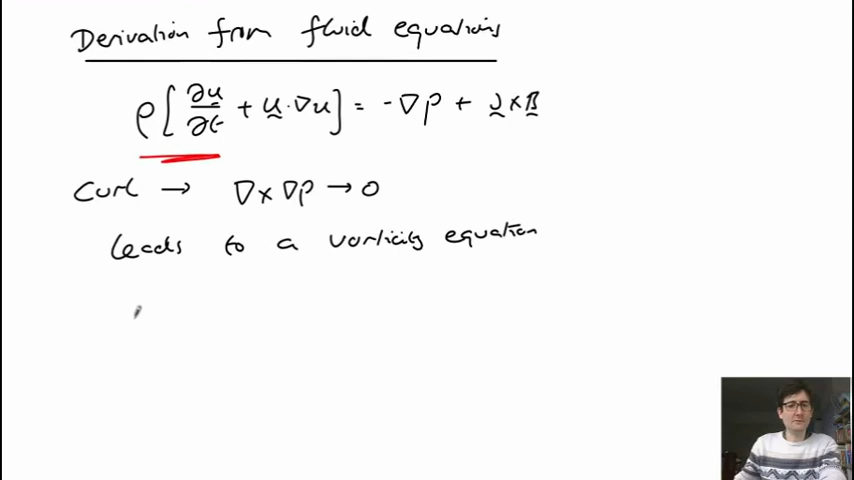 Derivation from fluid equations
ρ[∂u/∂t + u·∇u] = -∇p + J×B
Curl → ∇×∇p → 0
leads to a vorticity equation